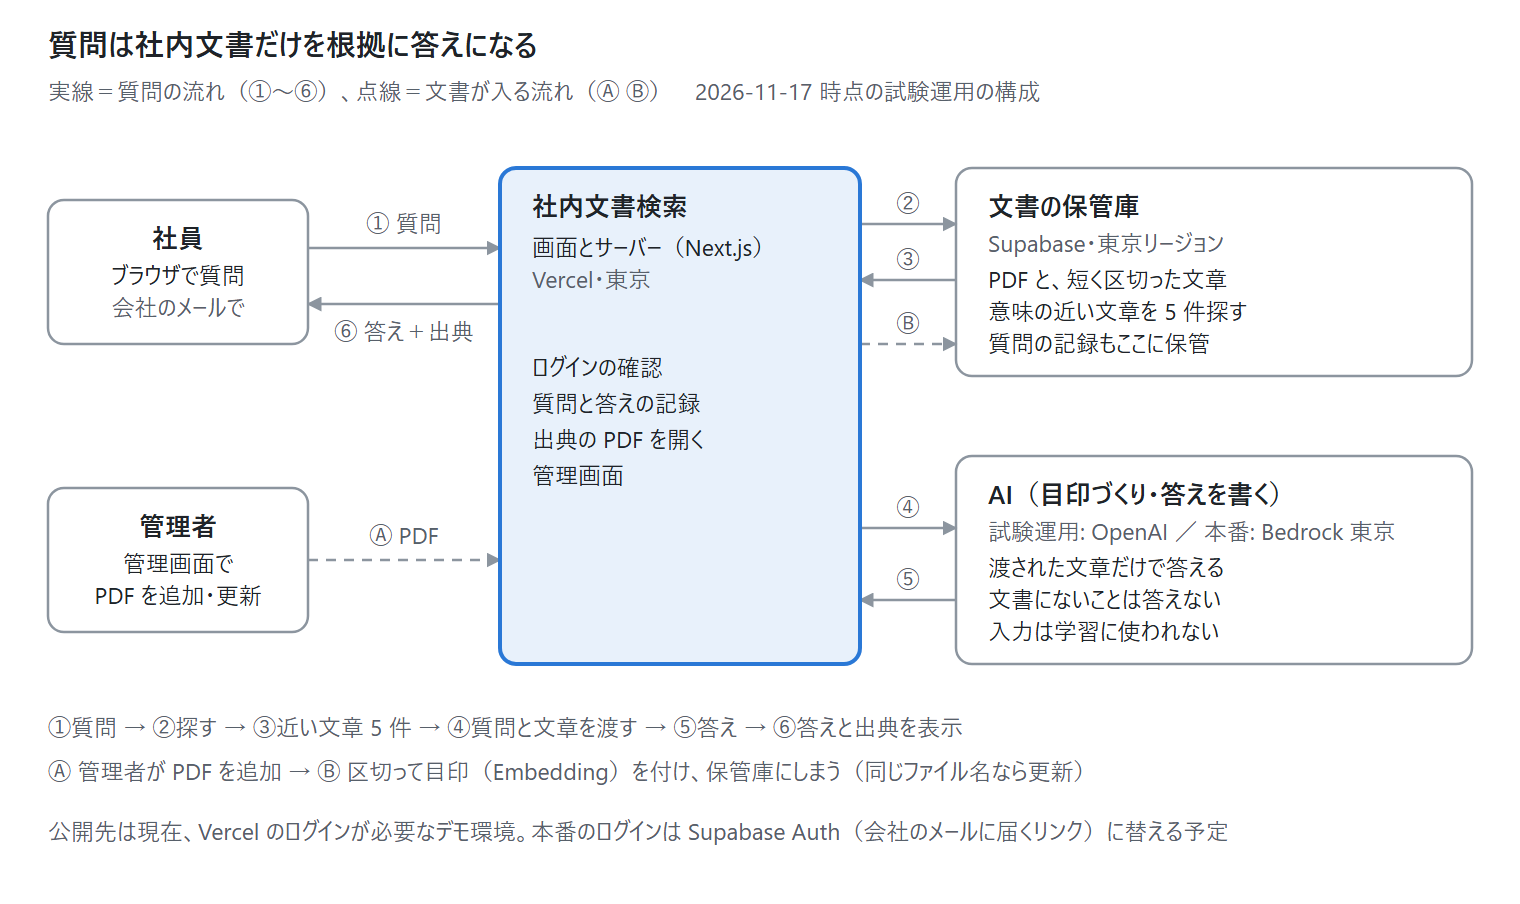 質問は社内文書だけを根拠に答えになる
実線＝質問の流れ（①〜⑥）、点線＝文書が入る流れ（Ⓐ Ⓑ）　2026-11-17 時点の試験運用の構成
社員
ブラウザで質問
会社のメールで
① 質問
⑥ 答え＋出典
社内文書検索
画面とサーバー（Next.js）
Vercel・東京
ログインの確認
質問と答えの記録
出典の PDF を開く
管理画面
②
③
Ⓑ
文書の保管庫
Supabase・東京リージョン
PDF と、短く区切った文章
意味の近い文章を 5 件探す
質問の記録もここに保管
管理者
管理画面で
PDF を追加・更新
Ⓐ PDF
④
⑤
AI（目印づくり・答えを書く）
試験運用: OpenAI ／ 本番: Bedrock 東京
渡された文章だけで答える
文書にないことは答えない
入力は学習に使われない
①質問 → ②探す → ③近い文章 5 件 → ④質問と文章を渡す → ⑤答え → ⑥答えと出典を表示
Ⓐ 管理者が PDF を追加 → Ⓑ 区切って目印（Embedding）を付け、保管庫にしまう（同じファイル名なら更新）
公開先は現在、Vercel のログインが必要なデモ環境。本番のログインは Supabase Auth（会社のメールに届くリンク）に替える予定